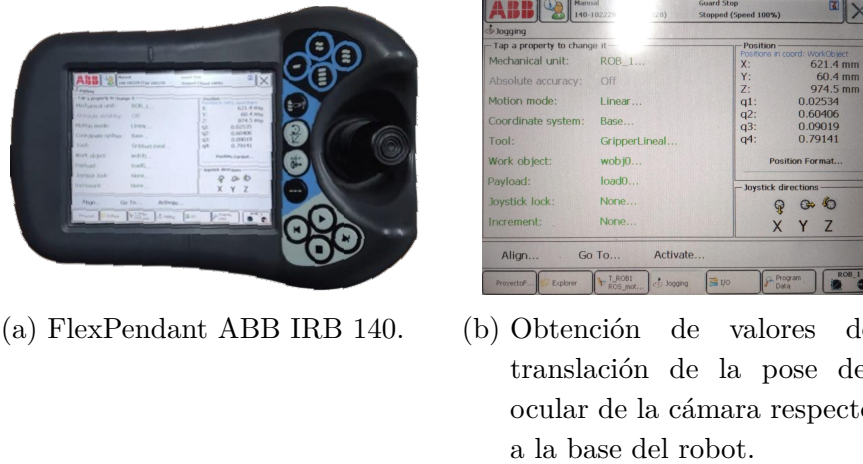 ABB
Manual
Guard Stop
Stopped (Speed 100%)
Jogging
Tap a property to change it
Mechanical unit: ROB_1...
Absolute accuracy: Off
Motion mode: Linear...
Coordinate system: Base...
Tool: GripperLineal...
Work object: wobj0...
Payload: load0...
Joystick lock: None...
Increment: None...
Position
Positions in coord: WorkObject
X: 621.4 mm
Y: 60.4 mm
Z: 974.5 mm
q1: 0.02534
q2: 0.60406
q3: 0.09019
q4: 0.79141
Position Format...
Joystick directions
X Y Z
Align... Go To... Activate...
ProyectoF... Explorer T_ROB1 ROS_mot... Jogging I/O Program Data ROB_1
(a) FlexPendant ABB IRB 140.
(b) Obtención de valores de
translación de la pose de
ocular de la cámara respecto
a la base del robot.